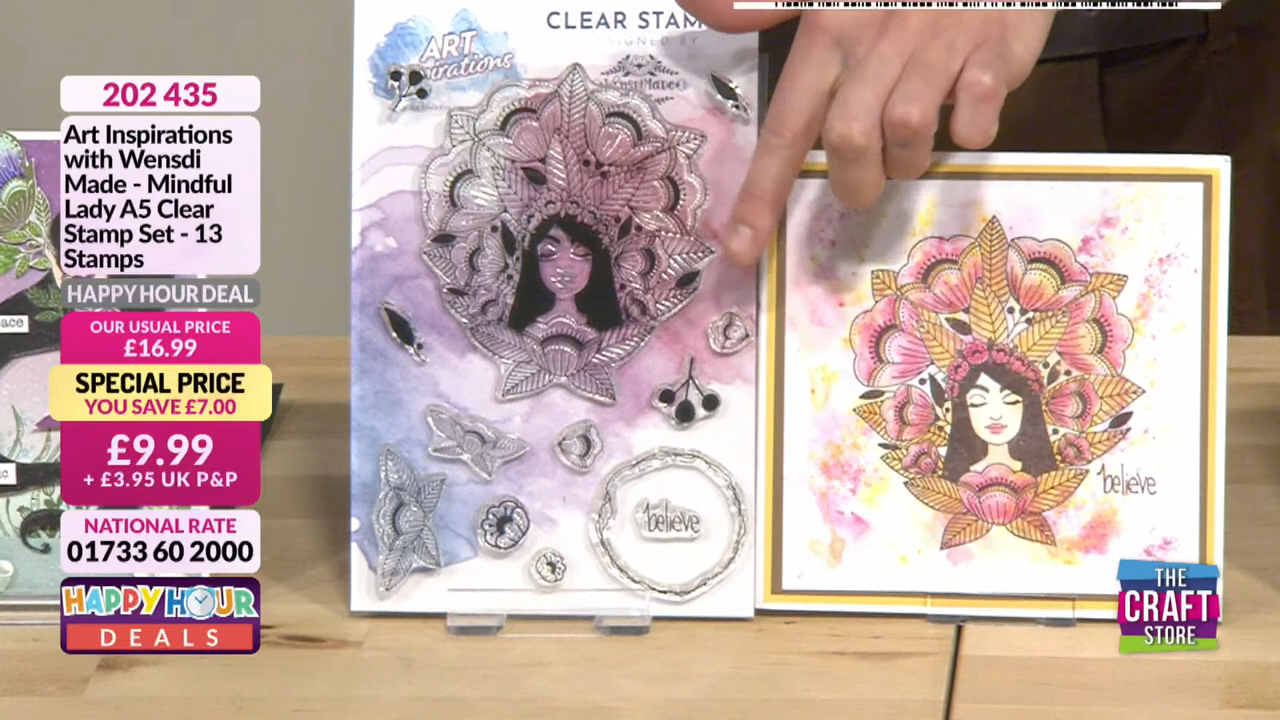 202 435
Art Inspirations
with Wensdi
Made - Mindful
Lady A5 Clear
Stamp Set - 13
Stamps
HAPPY HOUR DEAL
OUR USUAL PRICE
£16.99
SPECIAL PRICE
YOU SAVE £7.00
£9.99
+ £3.95 UK P&P
NATIONAL RATE
01733 60 2000
HAPPY HOUR
DEALS
CLEAR STAM
ART
believe
believe
THE
CRAFT
STORE